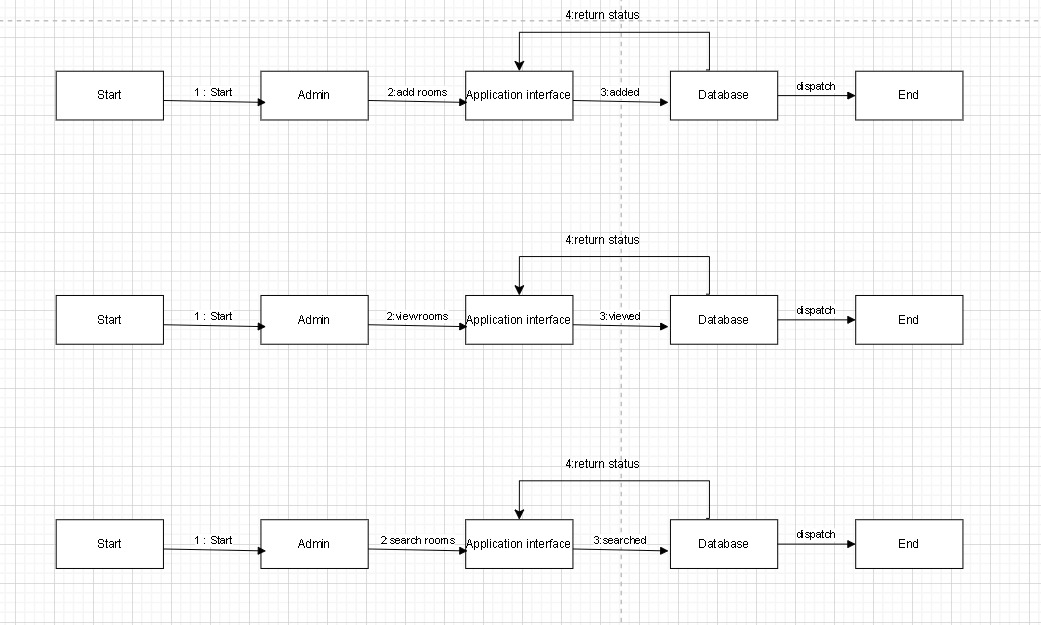 4:return status
Start
1 : Start
Admin
2:add rooms
Application interface
3:added
Database
dispatch
End
4:return status
Start
1 : Start
Admin
2:viewrooms
Application interface
3:viewed
Database
dispatch
End
4:return status
Start
1 : Start
Admin
2 search rooms
Application interface
3:searched
Database
dispatch
End